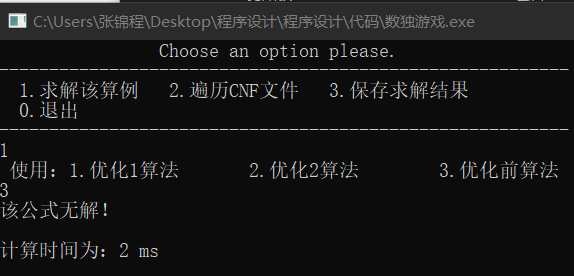 C:\Users\张锦程\Desktop\程序设计\程序设计\代码\数独游戏.exe
Choose an option please.
1.求解该算例 2.遍历CNF文件 3.保存求解结果
0.退出
1
使用：1.优化1算法 2.优化2算法 3.优化前算法
3
该公式无解！
计算时间为：2 ms